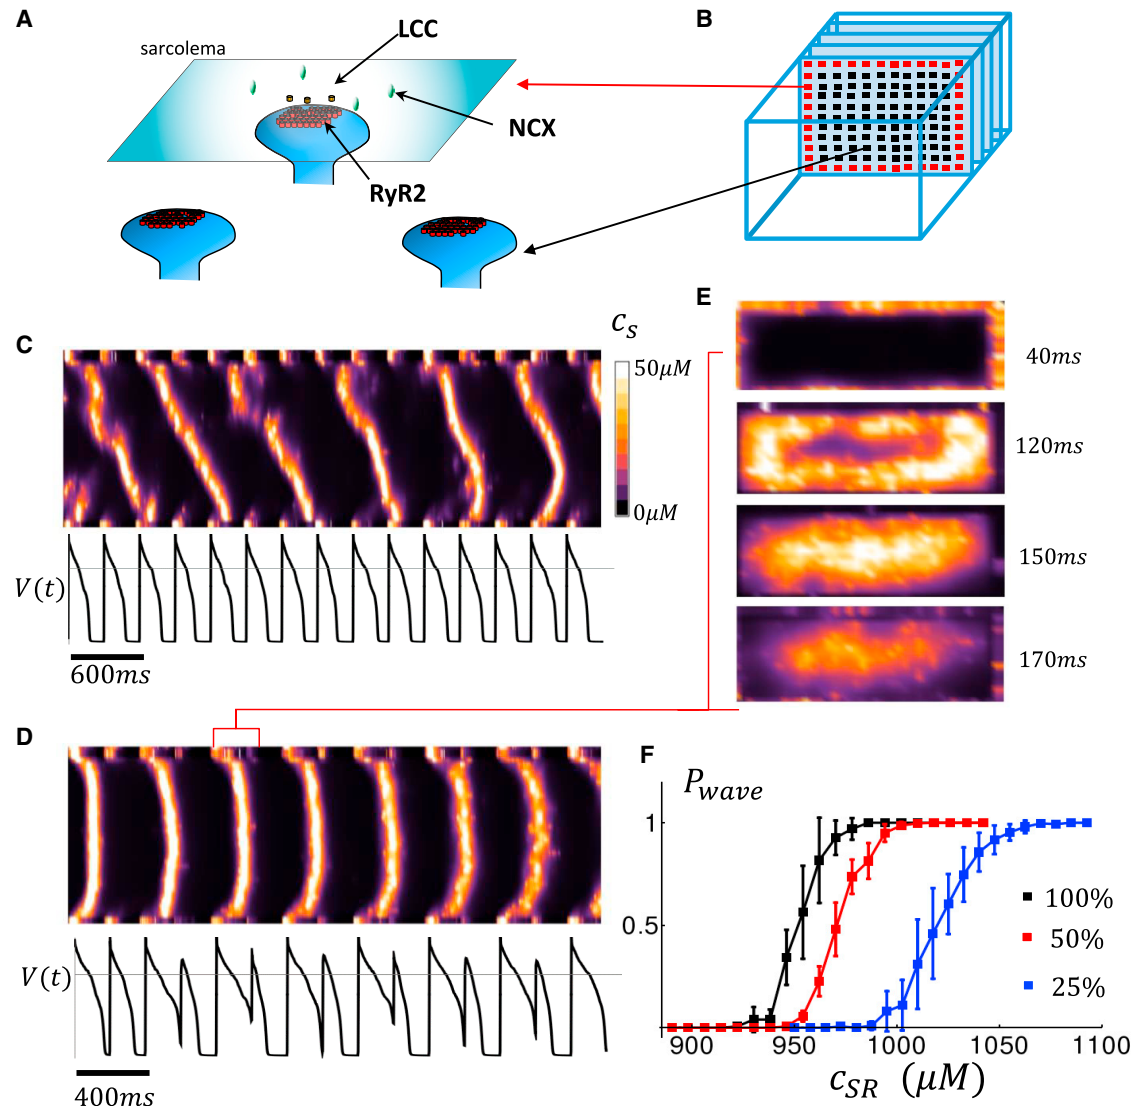 A
B
LCC
sarcolema
NCX
RyR2
E
C
c_s
50μM
0μM
40ms
120ms
150ms
170ms
V(t)
600ms
D
F
P_wave
1
0.5
100%
50%
25%
V(t)
400ms
900 950 1000 1050 1100
c_SR (μM)